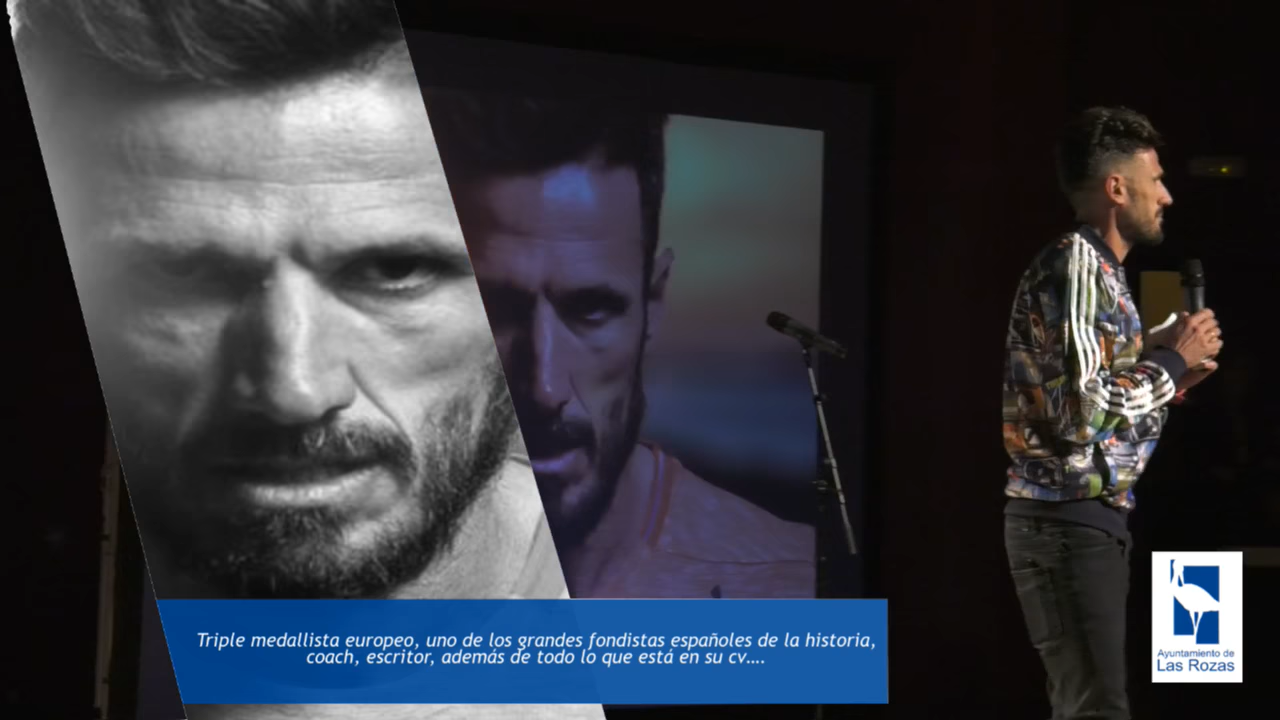 Triple medallista europeo, uno de los grandes fondistas españoles de la historia,
coach, escritor, además de todo lo que está en su cv....
Ayuntamiento de
Las Rozas